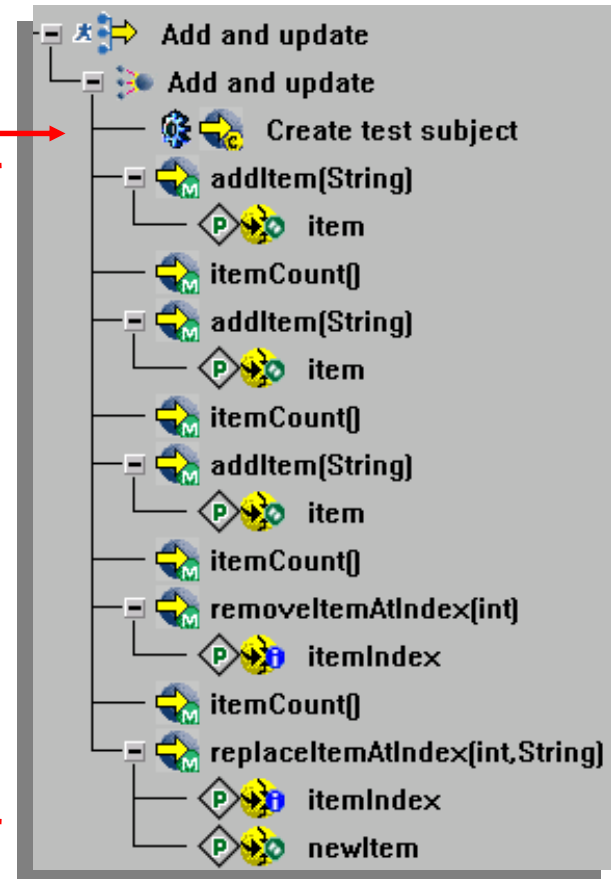 Add and update
Add and update
Create test subject
addItem(String)
P item
itemCount()
addItem(String)
P item
itemCount()
addItem(String)
P item
itemCount()
removeItemAtIndex(int)
P itemIndex
itemCount()
replaceItemAtIndex(int,String)
P itemIndex
P newItem